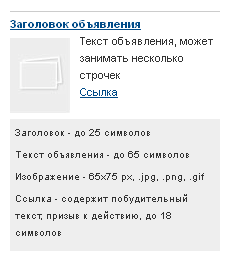 Заголовок объявления
Текст объявления, может
занимать несколько
строчек
Ссылка
Заголовок - до 25 символов
Текст объявления - до 65 символов
Изображение - 65x75 px, .jpg, .png, .gif
Ссылка - содержит побудительный
текст, призыв к действию, до 18
символов